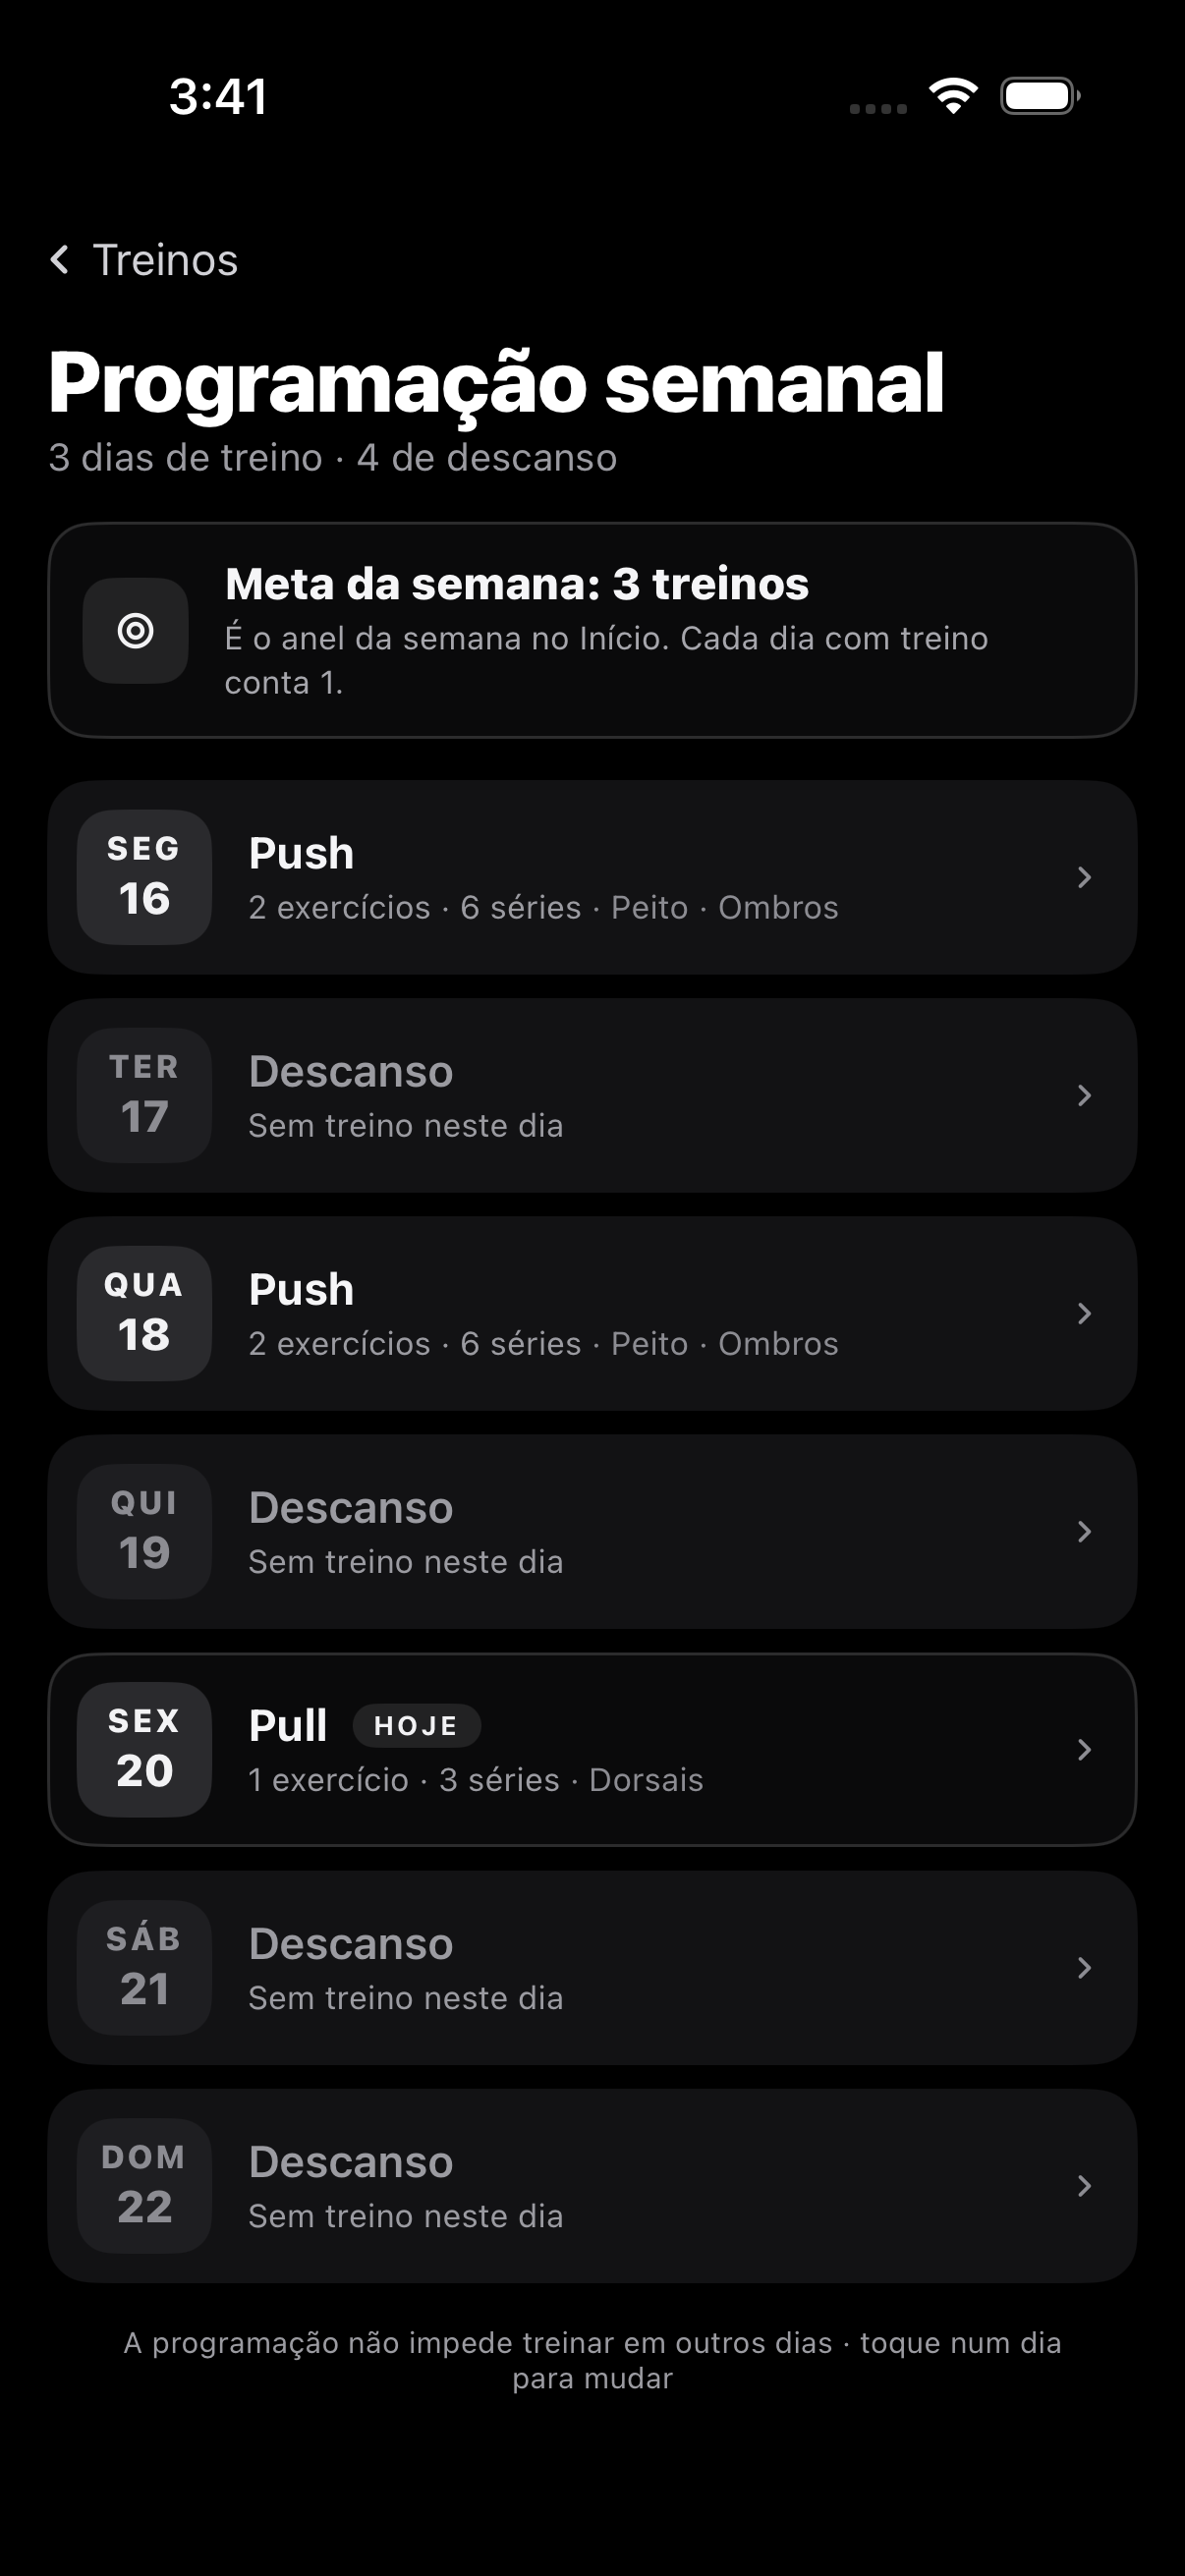 3:41
Treinos
Programação semanal
3 dias de treino · 4 de descanso
Meta da semana: 3 treinos
É o anel da semana no Início. Cada dia com treino
conta 1.
SEG
16
Push
2 exercícios · 6 séries · Peito · Ombros
TER
17
Descanso
Sem treino neste dia
QUA
18
Push
2 exercícios · 6 séries · Peito · Ombros
QUI
19
Descanso
Sem treino neste dia
SEX
20
Pull HOJE
1 exercício · 3 séries · Dorsais
SÁB
21
Descanso
Sem treino neste dia
DOM
22
Descanso
Sem treino neste dia
A programação não impede treinar em outros dias · toque num dia
para mudar